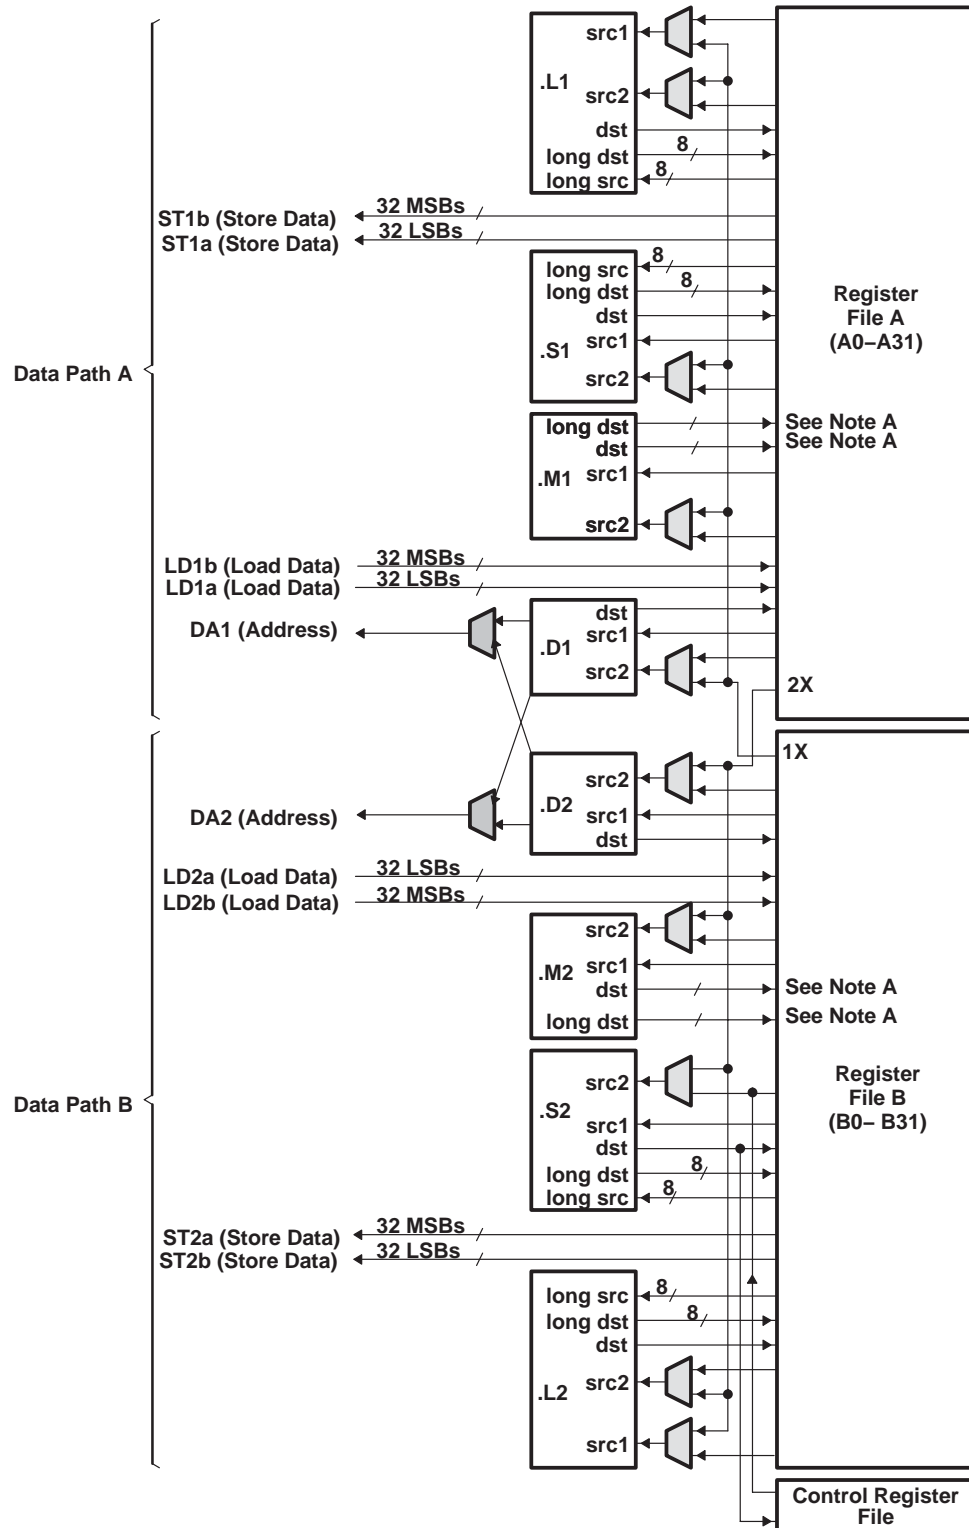 src1
.L1
src2
dst
long dst
8
long src
8
ST1b (Store Data)
32 MSBs
ST1a (Store Data)
32 LSBs
long src
8
long dst
8
dst
.S1
src1
src2
Register
File A
(A0–A31)
Data Path A
long dst
See Note A
dst
See Note A
.M1
src1
src2
LD1b (Load Data)
32 MSBs
LD1a (Load Data)
32 LSBs
DA1 (Address)
dst
.D1
src1
src2
2X
1X
DA2 (Address)
src2
.D2
src1
dst
LD2a (Load Data)
32 LSBs
LD2b (Load Data)
32 MSBs
src2
.M2
src1
dst
See Note A
long dst
See Note A
Data Path B
src2
.S2
src1
dst
long dst
8
long src
8
Register
File B
(B0– B31)
ST2a (Store Data)
32 MSBs
ST2b (Store Data)
32 LSBs
long src
8
long dst
8
dst
.L2
src2
src1
Control Register
File